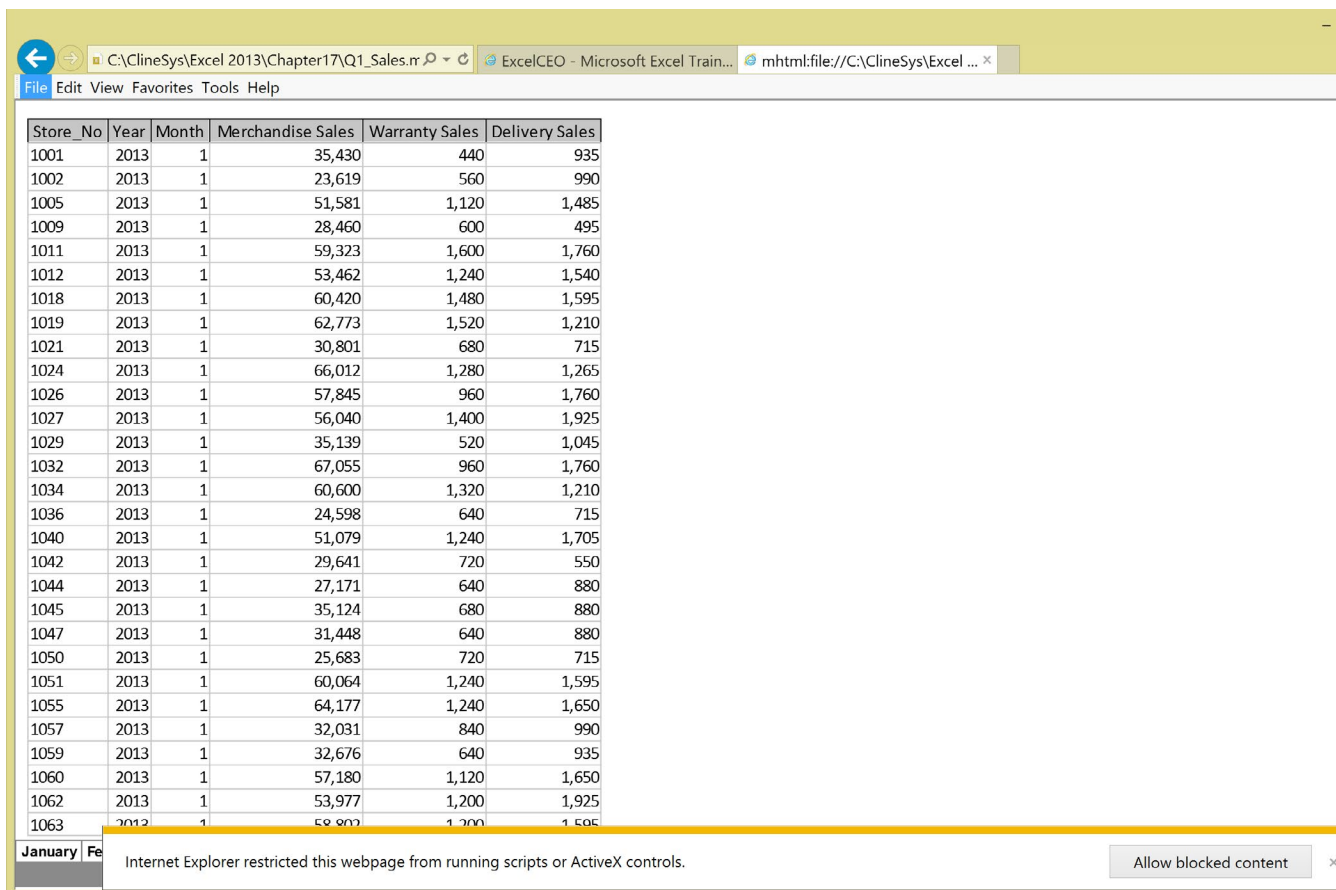 C:\ClineSys\Excel 2013\Chapter17\Q1_Sales.m ExcelCEO - Microsoft Excel Train... mhtml:file://C:\ClineSys\Excel ...
File Edit View Favorites Tools Help
Store_No Year Month Merchandise Sales Warranty Sales Delivery Sales
1001 2013 1 35,430 440 935
1002 2013 1 23,619 560 990
1005 2013 1 51,581 1,120 1,485
1009 2013 1 28,460 600 495
1011 2013 1 59,323 1,600 1,760
1012 2013 1 53,462 1,240 1,540
1018 2013 1 60,420 1,480 1,595
1019 2013 1 62,773 1,520 1,210
1021 2013 1 30,801 680 715
1024 2013 1 66,012 1,280 1,265
1026 2013 1 57,845 960 1,760
1027 2013 1 56,040 1,400 1,925
1029 2013 1 35,139 520 1,045
1032 2013 1 67,055 960 1,760
1034 2013 1 60,600 1,320 1,210
1036 2013 1 24,598 640 715
1040 2013 1 51,079 1,240 1,705
1042 2013 1 29,641 720 550
1044 2013 1 27,171 640 880
1045 2013 1 35,124 680 880
1047 2013 1 31,448 640 880
1050 2013 1 25,683 720 715
1051 2013 1 60,064 1,240 1,595
1055 2013 1 64,177 1,240 1,650
1057 2013 1 32,031 840 990
1059 2013 1 32,676 640 935
1060 2013 1 57,180 1,120 1,650
1062 2013 1 53,977 1,200 1,925
1063 2013 1 58,802 1,200 1,595
January Fe
Internet Explorer restricted this webpage from running scripts or ActiveX controls. Allow blocked content